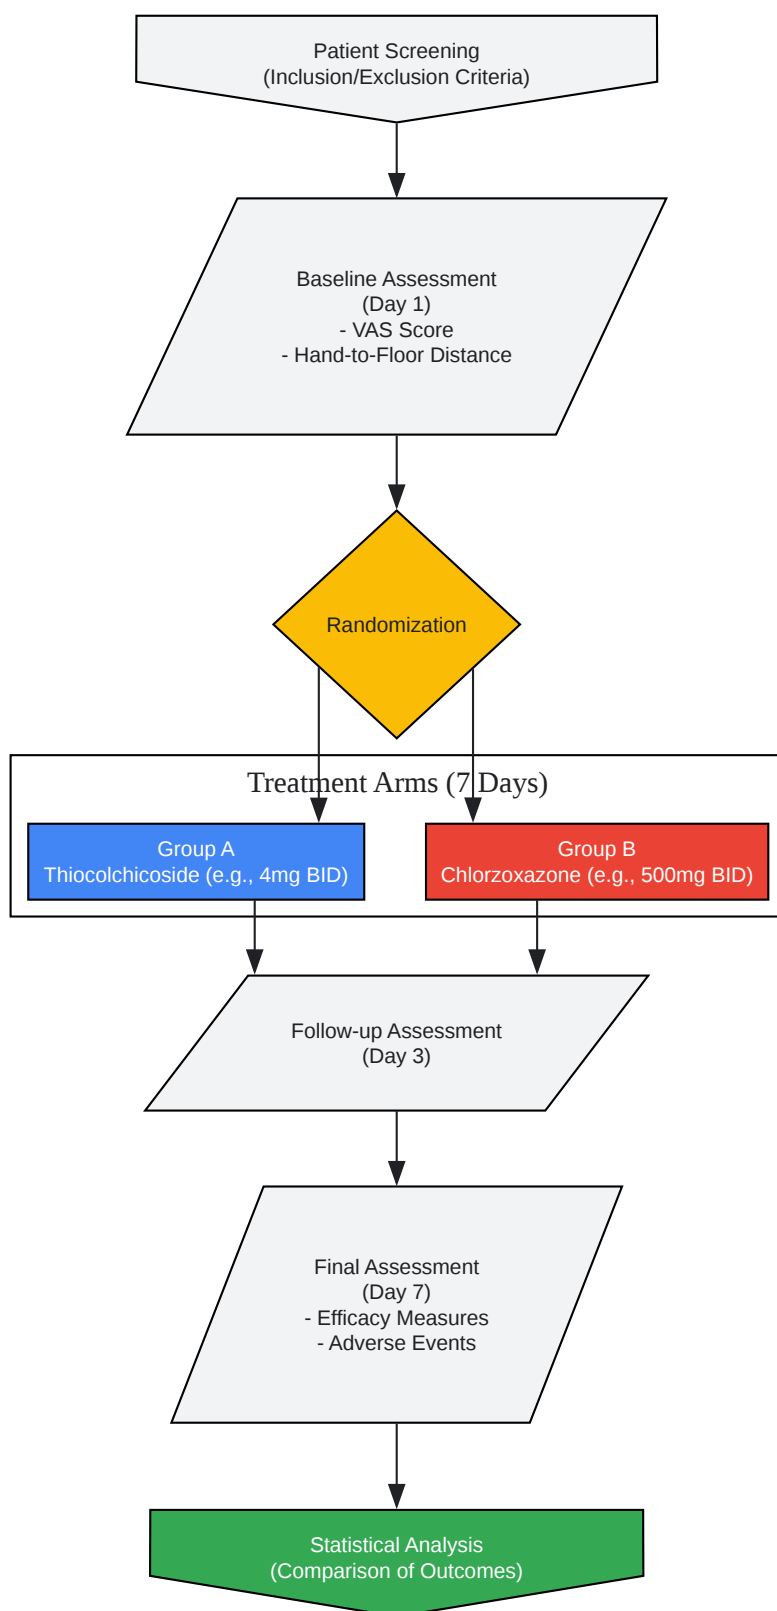 Patient Screening
(Inclusion/Exclusion Criteria)
Baseline Assessment
(Day 1)
- VAS Score
- Hand-to-Floor Distance
Randomization
Treatment Arms (7 Days)
Group A
Thiocolchicoside (e.g., 4mg BID)
Group B
Chlorzoxazone (e.g., 500mg BID)
Follow-up Assessment
(Day 3)
Final Assessment
(Day 7)
- Efficacy Measures
- Adverse Events
Statistical Analysis
(Comparison of Outcomes)